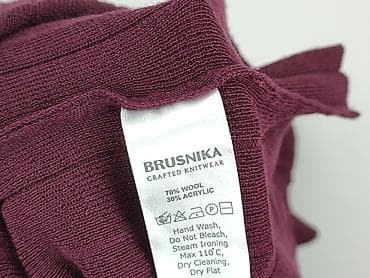 BRUSNIKA
CRAFTED KNITWEAR
70% WOOL
30% ACRYLIC
Hand Wash,
Do Not Bleach,
Steam Ironing
Max 110°C,
Dry Cleaning,
Dry Flat